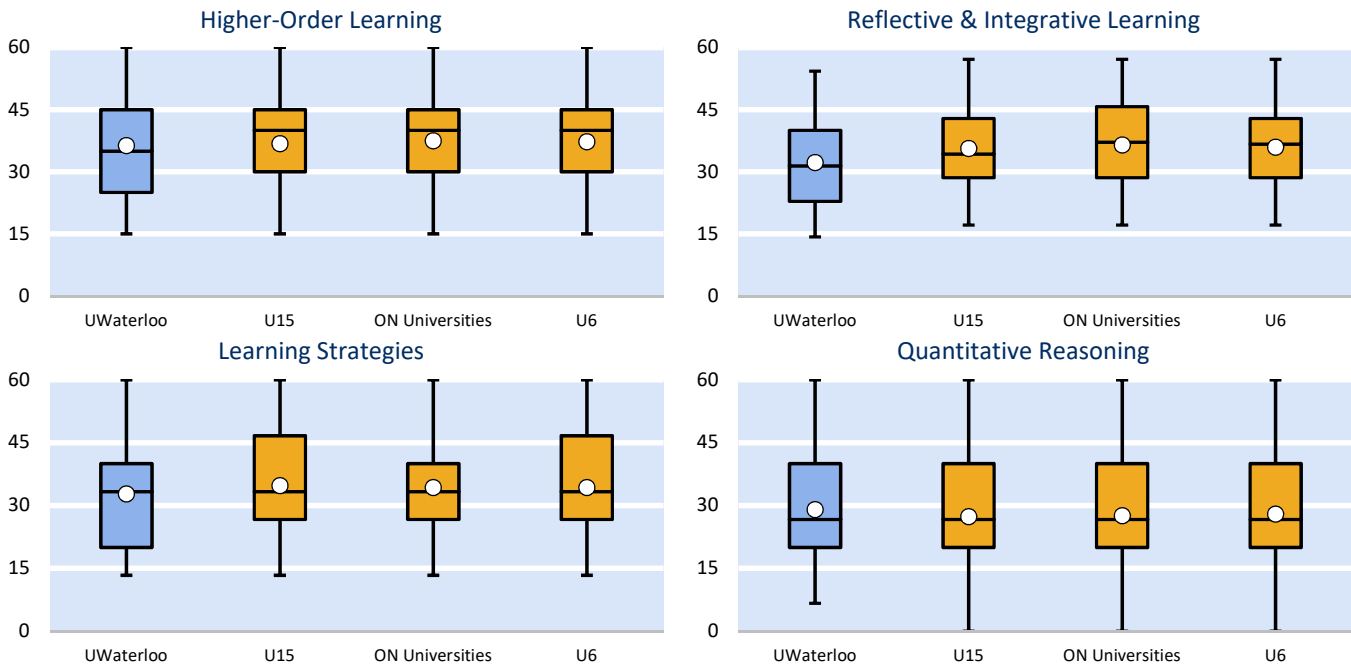 Higher-Order Learning
60
45
30
15
0
UWaterloo U15 ON Universities U6
Reflective & Integrative Learning
60
45
30
15
0
UWaterloo U15 ON Universities U6
Learning Strategies
60
45
30
15
0
UWaterloo U15 ON Universities U6
Quantitative Reasoning
60
45
30
15
0
UWaterloo U15 ON Universities U6